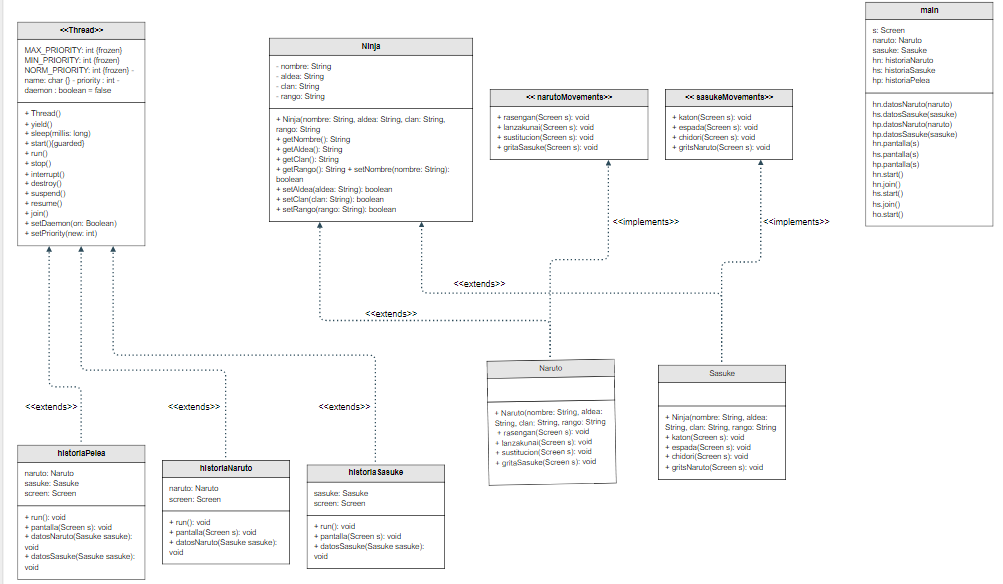 <<Thread>>
MAX_PRIORITY: int {frozen}
MIN_PRIORITY: int {frozen}
NORM_PRIORITY: int {frozen} -
name: char {} - priority : int -
daemon : boolean = false
+ Thread()
+ yield()
+ sleep(millis: long)
+ start(){guarded}
+ run()
+ stop()
+ interrupt()
+ destroy()
+ suspend()
+ resume()
+ join()
+ setDaemon(on: Boolean)
+ setPriority(new: int)
Ninja
- nombre: String
- aldea: String
- clan: String
- rango: String
+ Ninja(nombre: String, aldea: String, clan: String,
rango: String)
+ getNombre(): String
+ getAldea(): String
+ getClan(): String
+ getRango(): String + setNombre(nombre: String):
boolean
+ setAldea(aldea: String): boolean
+ setClan(clan: String): boolean
+ setRango(rango: String): boolean
<< narutoMovements>>
+ rasengan(Screen s): void
+ lanzakunai(Screen s): void
+ sustitucion(Screen s): void
+ gritaSasuke(Screen s): void
<< sasukeMovements>>
+ katon(Screen s): void
+ espada(Screen s): void
+ chidori(Screen s): void
+ gritsNaruto(Screen s): void
main
s: Screen
naruto: Naruto
sasuke: Sasuke
hn: historiaNaruto
hs: historiaSasuke
hp: historiaPelea
hn.datosNaruto(naruto)
hs.datosSasuke(sasuke)
hp.datosNaruto(naruto)
hp.datosSasuke(sasuke)
hn.pantalla(s)
hs.pantalla(s)
hp.pantalla(s)
hn.start()
hn.join()
hs.start()
hs.join()
ho.start()
<<implements>>
<<implements>>
<<extends>>
<<extends>>
<<extends>>
<<extends>>
<<extends>>
Naruto
+ Naruto(nombre: String, aldea:
String, clan: String, rango: String
+ rasengan(Screen s): void
+ lanzakunai(Screen s): void
+ sustitucion(Screen s): void
+ gritaSasuke(Screen s): void
Sasuke
+ Ninja(nombre: String, aldea:
String, clan: String, rango: String
+ katon(Screen s): void
+ espada(Screen s): void
+ chidori(Screen s): void
+ gritsNaruto(Screen s): void
historiaPelea
naruto: Naruto
sasuke: Sasuke
screen: Screen
+ run(): void
+ pantalla(Screen s): void
+ datosNaruto(Sasuke sasuke):
void
+ datosSasuke(Sasuke sasuke):
void
historiaNaruto
naruto: Naruto
screen: Screen
+ run(): void
+ pantalla(Screen s): void
+ datosNaruto(Sasuke sasuke):
void
historiaSasuke
sasuke: Sasuke
screen: Screen
+ run(): void
+ pantalla(Screen s): void
+ datosSasuke(Sasuke sasuke):
void